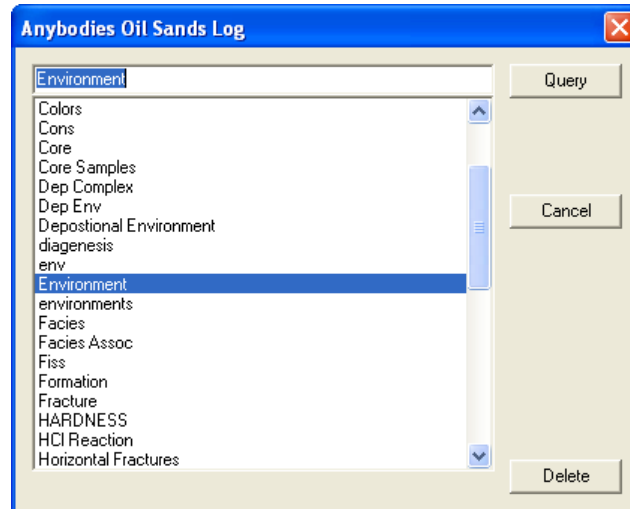 Anybodies Oil Sands Log
Environment
Query
Colors
Cons
Core
Core Samples
Dep Complex
Dep Env
Depostional Environment
diagenesis
env
Environment
environments
Facies
Facies Assoc
Fiss
Formation
Fracture
HARDNESS
HCl Reaction
Horizontal Fractures
Cancel
Delete